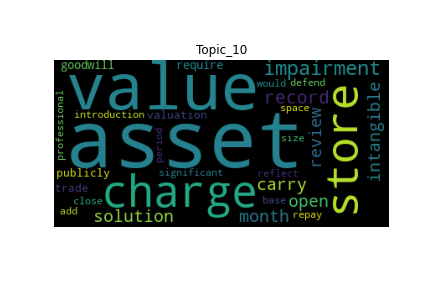 Topic_10
goodwill
require
impairment
value
would
defend
record
professional
introduction
valuation
space
store
intangible
asset
period
size
review
publicly
significant
reflect
trade
charge
carry
close
base
open
add
solution
month
repay